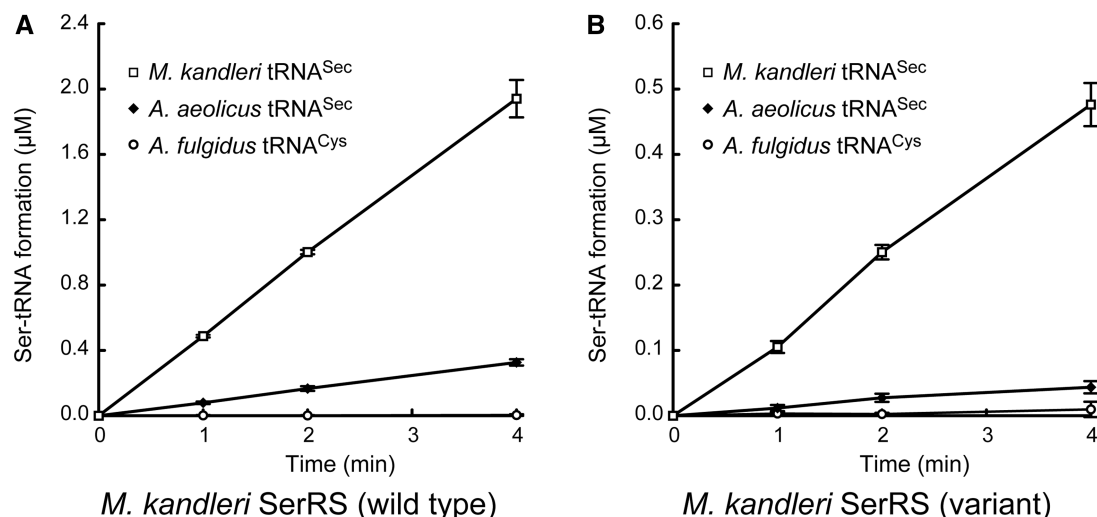 A
2.4
2.0
1.6
1.2
0.8
0.4
0.0
Ser-tRNA formation (μM)
M. kandleri tRNASec
A. aeolicus tRNASec
A. fulgidus tRNACys
0 1 2 3 4
Time (min)
M. kandleri SerRS (wild type)
B
0.6
0.5
0.4
0.3
0.2
0.1
0.0
Ser-tRNA formation (μM)
M. kandleri tRNASec
A. aeolicus tRNASec
A. fulgidus tRNACys
0 1 2 3 4
Time (min)
M. kandleri SerRS (variant)